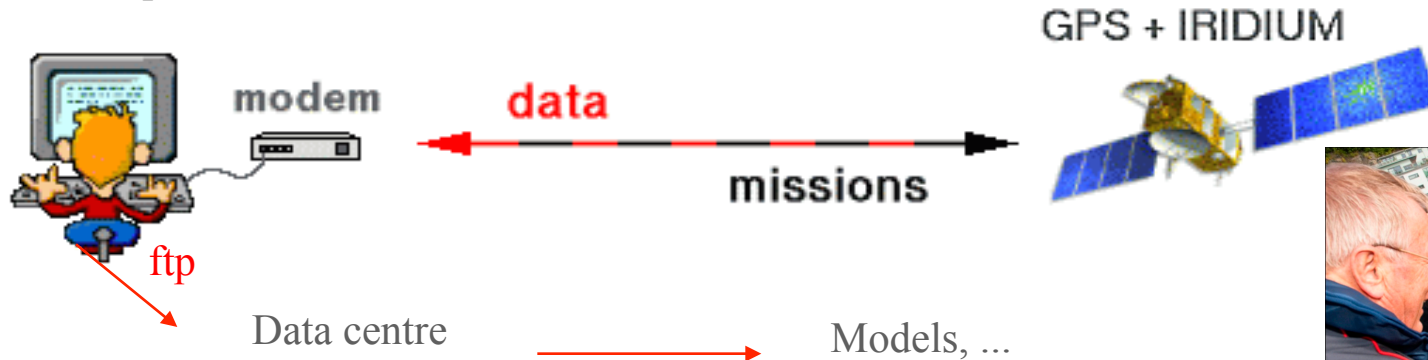 GPS + IRIDIUM
modem
data
missions
ftp
Data centre
Models, ...